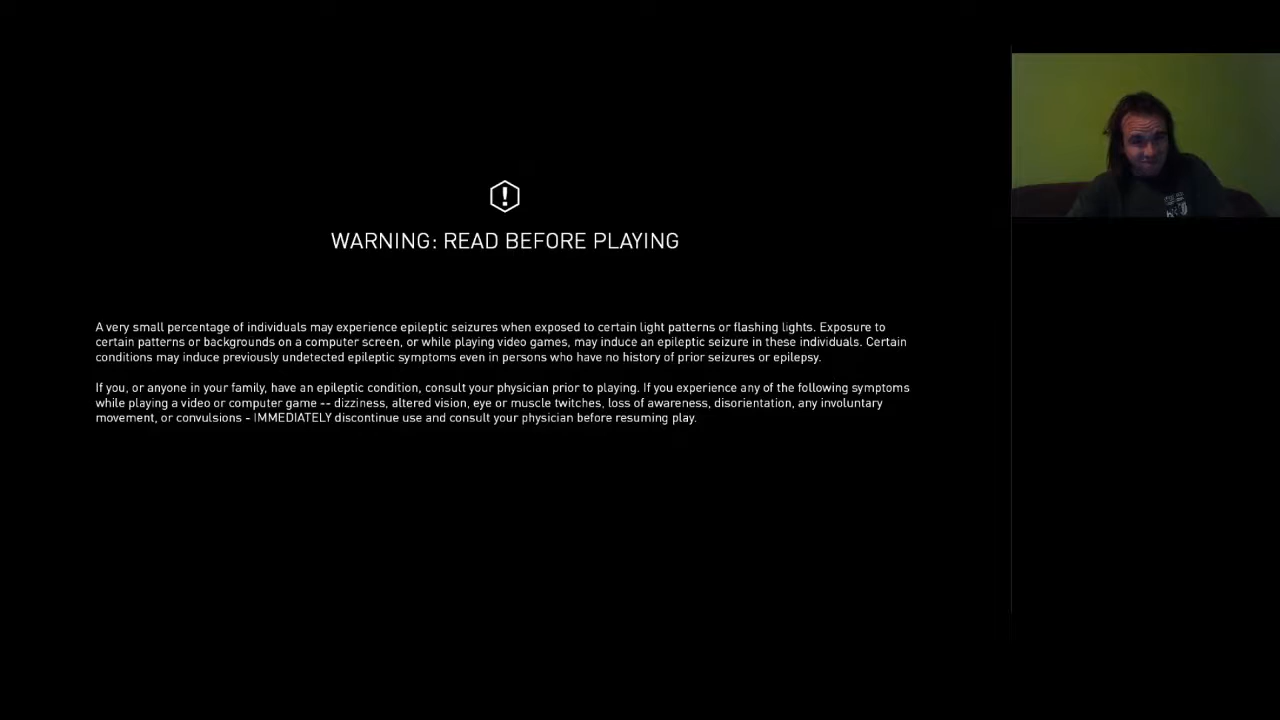 WARNING: READ BEFORE PLAYING
A very small percentage of individuals may experience epileptic seizures when exposed to certain light patterns or flashing lights. Exposure to
certain patterns or backgrounds on a computer screen, or while playing video games, may induce an epileptic seizure in these individuals. Certain
conditions may induce previously undetected epileptic symptoms even in persons who have no history of prior seizures or epilepsy.
If you, or anyone in your family, have an epileptic condition, consult your physician prior to playing. If you experience any of the following symptoms
while playing a video or computer game -- dizziness, altered vision, eye or muscle twitches, loss of awareness, disorientation, any involuntary
movement, or convulsions - IMMEDIATELY discontinue use and consult your physician before resuming play.